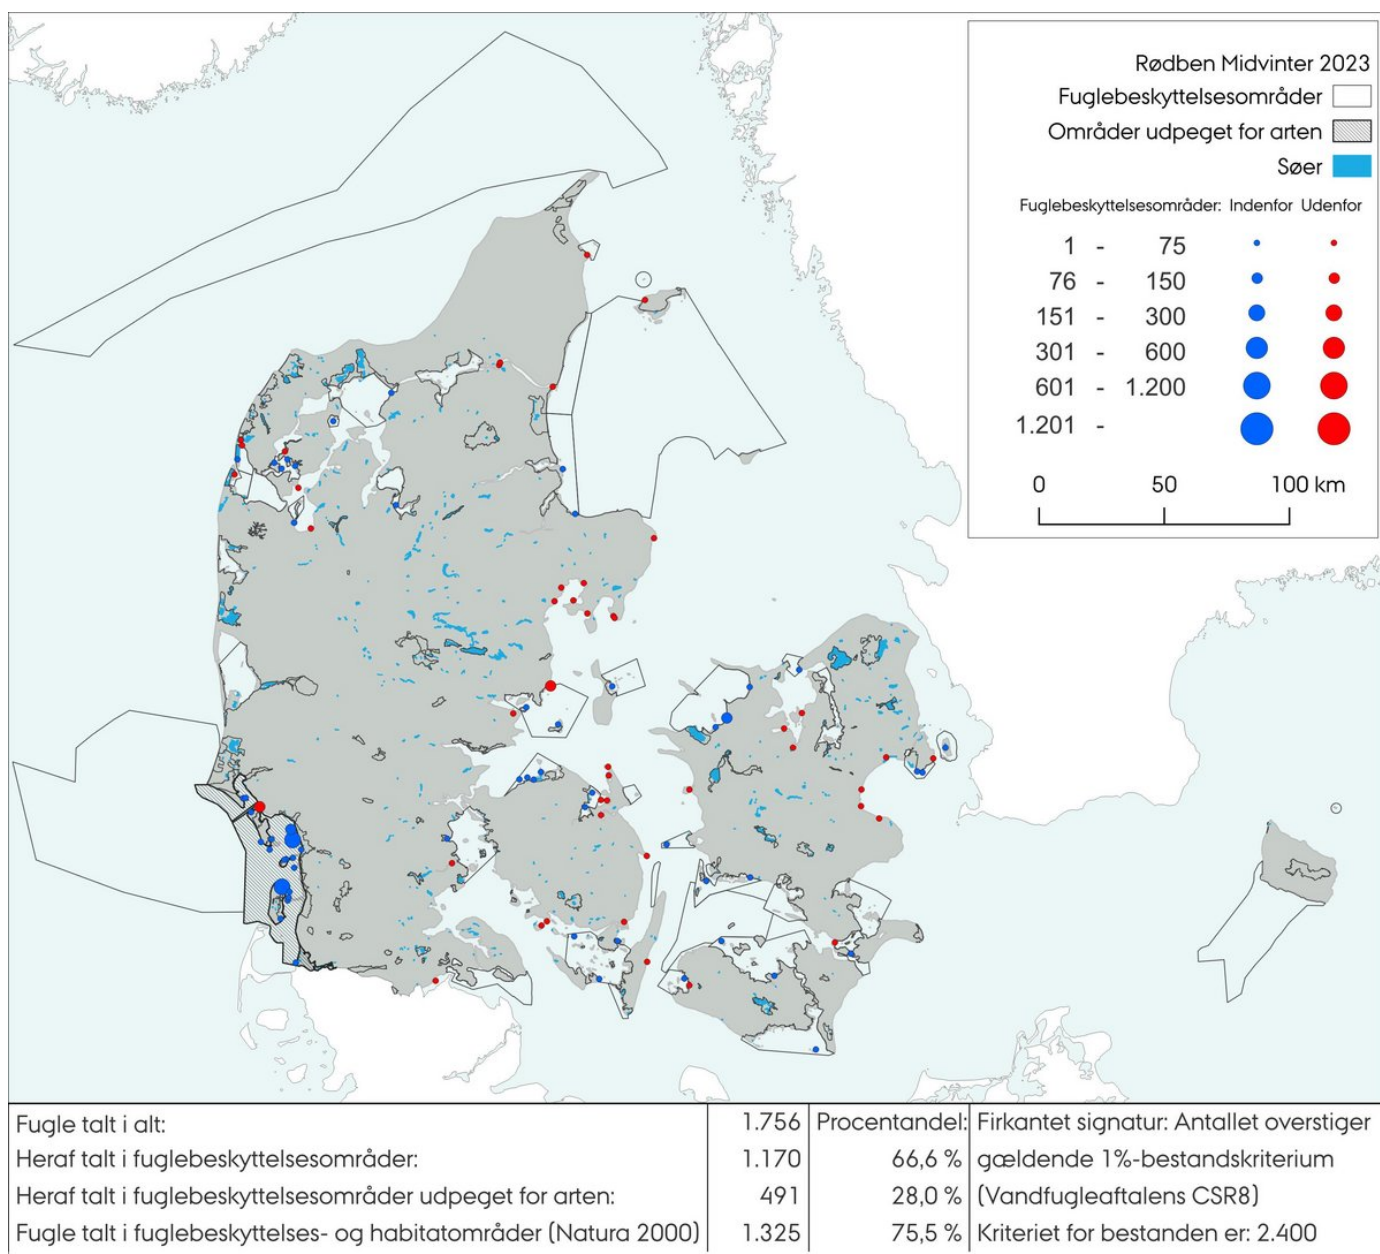 Rødben Midvinter 2023
Fuglebeskyttelsesområder
Områder udpeget for arten
Søer
Fuglebeskyttelsesområder: Indenfor Udenfor
1 - 75
76 - 150
151 - 300
301 - 600
601 - 1.200
1.201 -
0 50 100 km
Fugle talt i alt: 1.756 Procentandel: Firkantet signatur: Antallet overstiger
Heraf talt i fuglebeskyttelsesområder: 1.170 66,6 % gældende 1%-bestandskriterium
Heraf talt i fuglebeskyttelsesområder udpeget for arten: 491 28,0 % (Vandfugleaftalens CSR8)
Fugle talt i fuglebeskyttelses- og habitatområder (Natura 2000) 1.325 75,5 % Kriteriet for bestanden er: 2.400